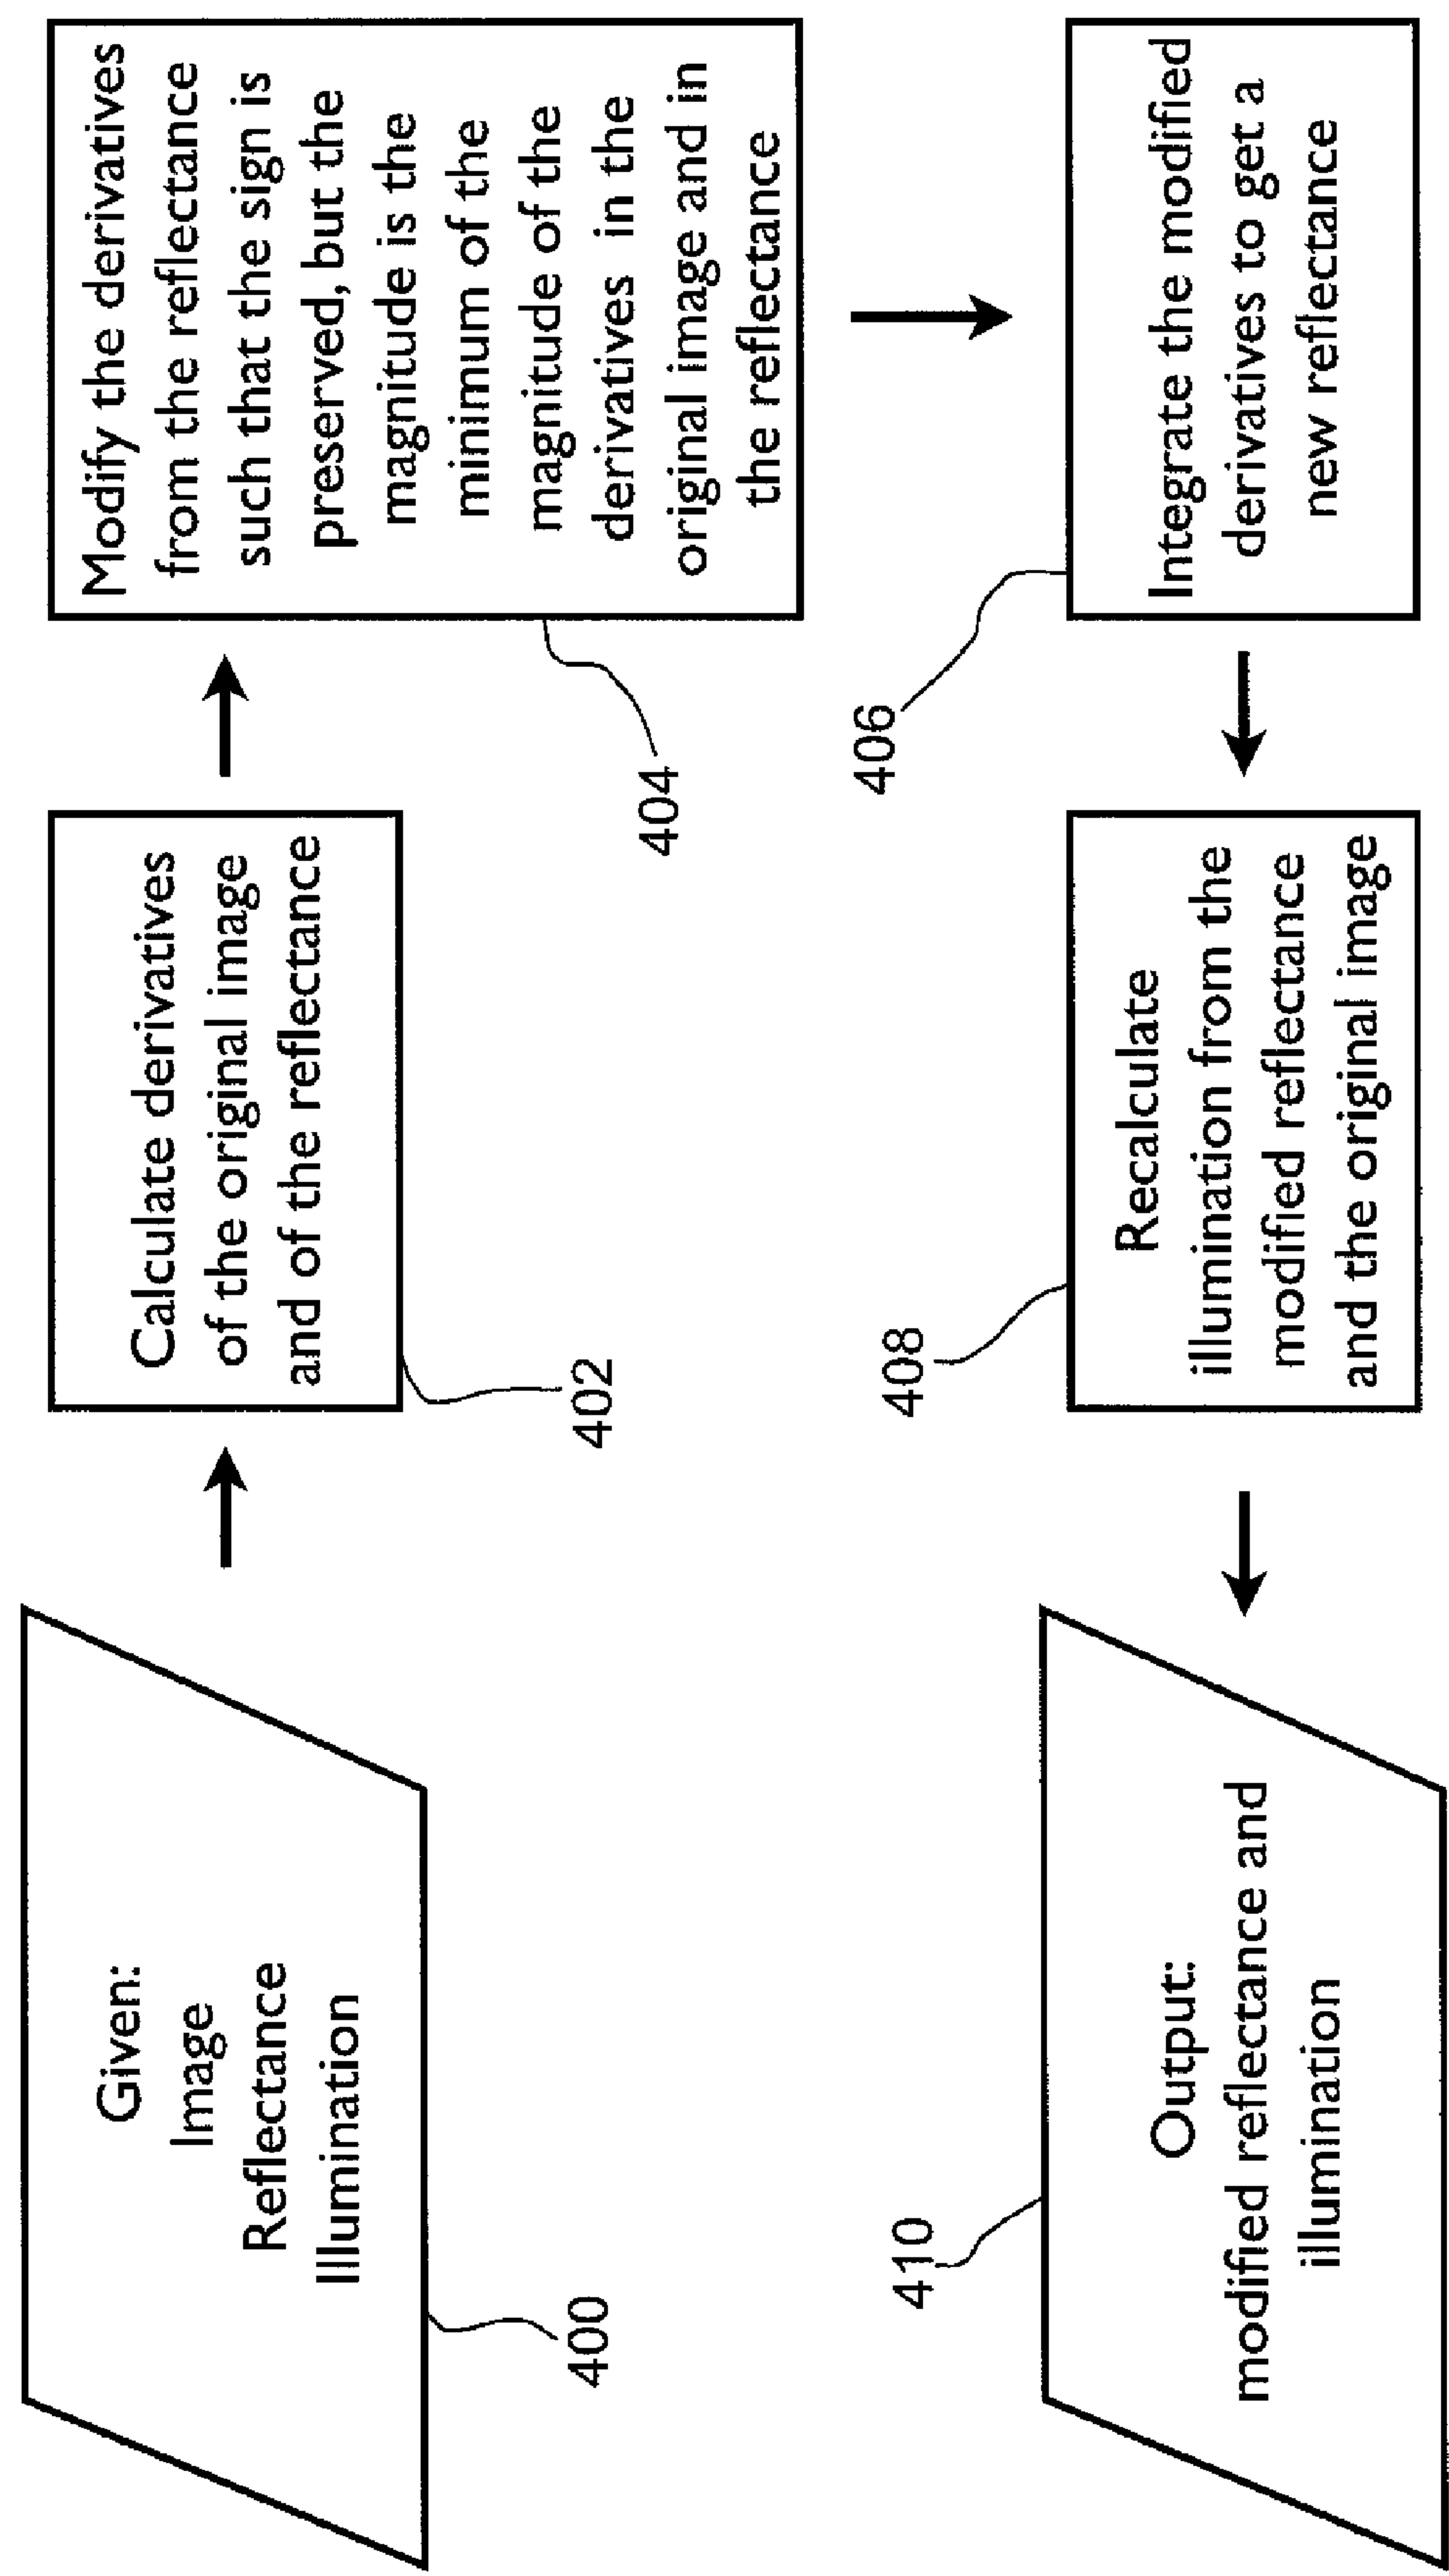 Given:
Image
Reflectance
Illumination
400
Calculate derivatives
of the original image
and of the reflectance
402
Modify the derivatives
from the reflectance
such that the sign is
preserved, but the
magnitude is the
minimum of the
magnitude of the
derivatives in the
original image and in
the reflectance
404
Integrate the modified
derivatives to get a
new reflectance
406
Recalculate
illumination from the
modified reflectance
and the original image
408
Output:
modified reflectance and
illumination
410